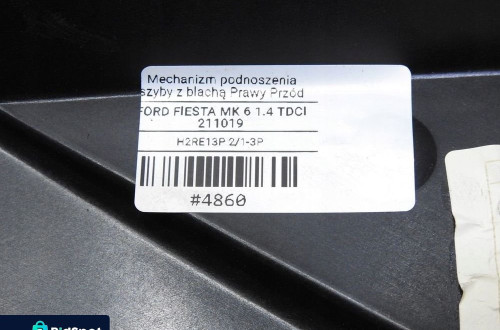 Mechanizm podnoszenia
szyby z blachą Prawy Przód
FORD FIESTA MK 6 1.4 TDCI
211019
H2RE13P 2/1-3P
#4860